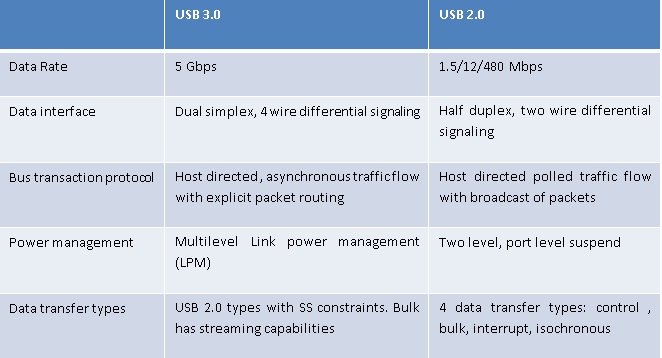 USB 3.0 USB 2.0
Data Rate 5 Gbps 1.5/12/480 Mbps
Data interface Dual simplex, 4 wire differential signaling Half duplex, two wire differential
signaling
Bus transaction protocol Host directed, asynchronous traffic flow Host directed polled traffic flow
with explicit packet routing with broadcast of packets
Power management Multilevel Link power management Two level, port level suspend
(LPM)
Data transfer types USB 2.0 types with SS constraints. Bulk 4 data transfer types: control ,
has streaming capabilities bulk, interrupt, isochronous